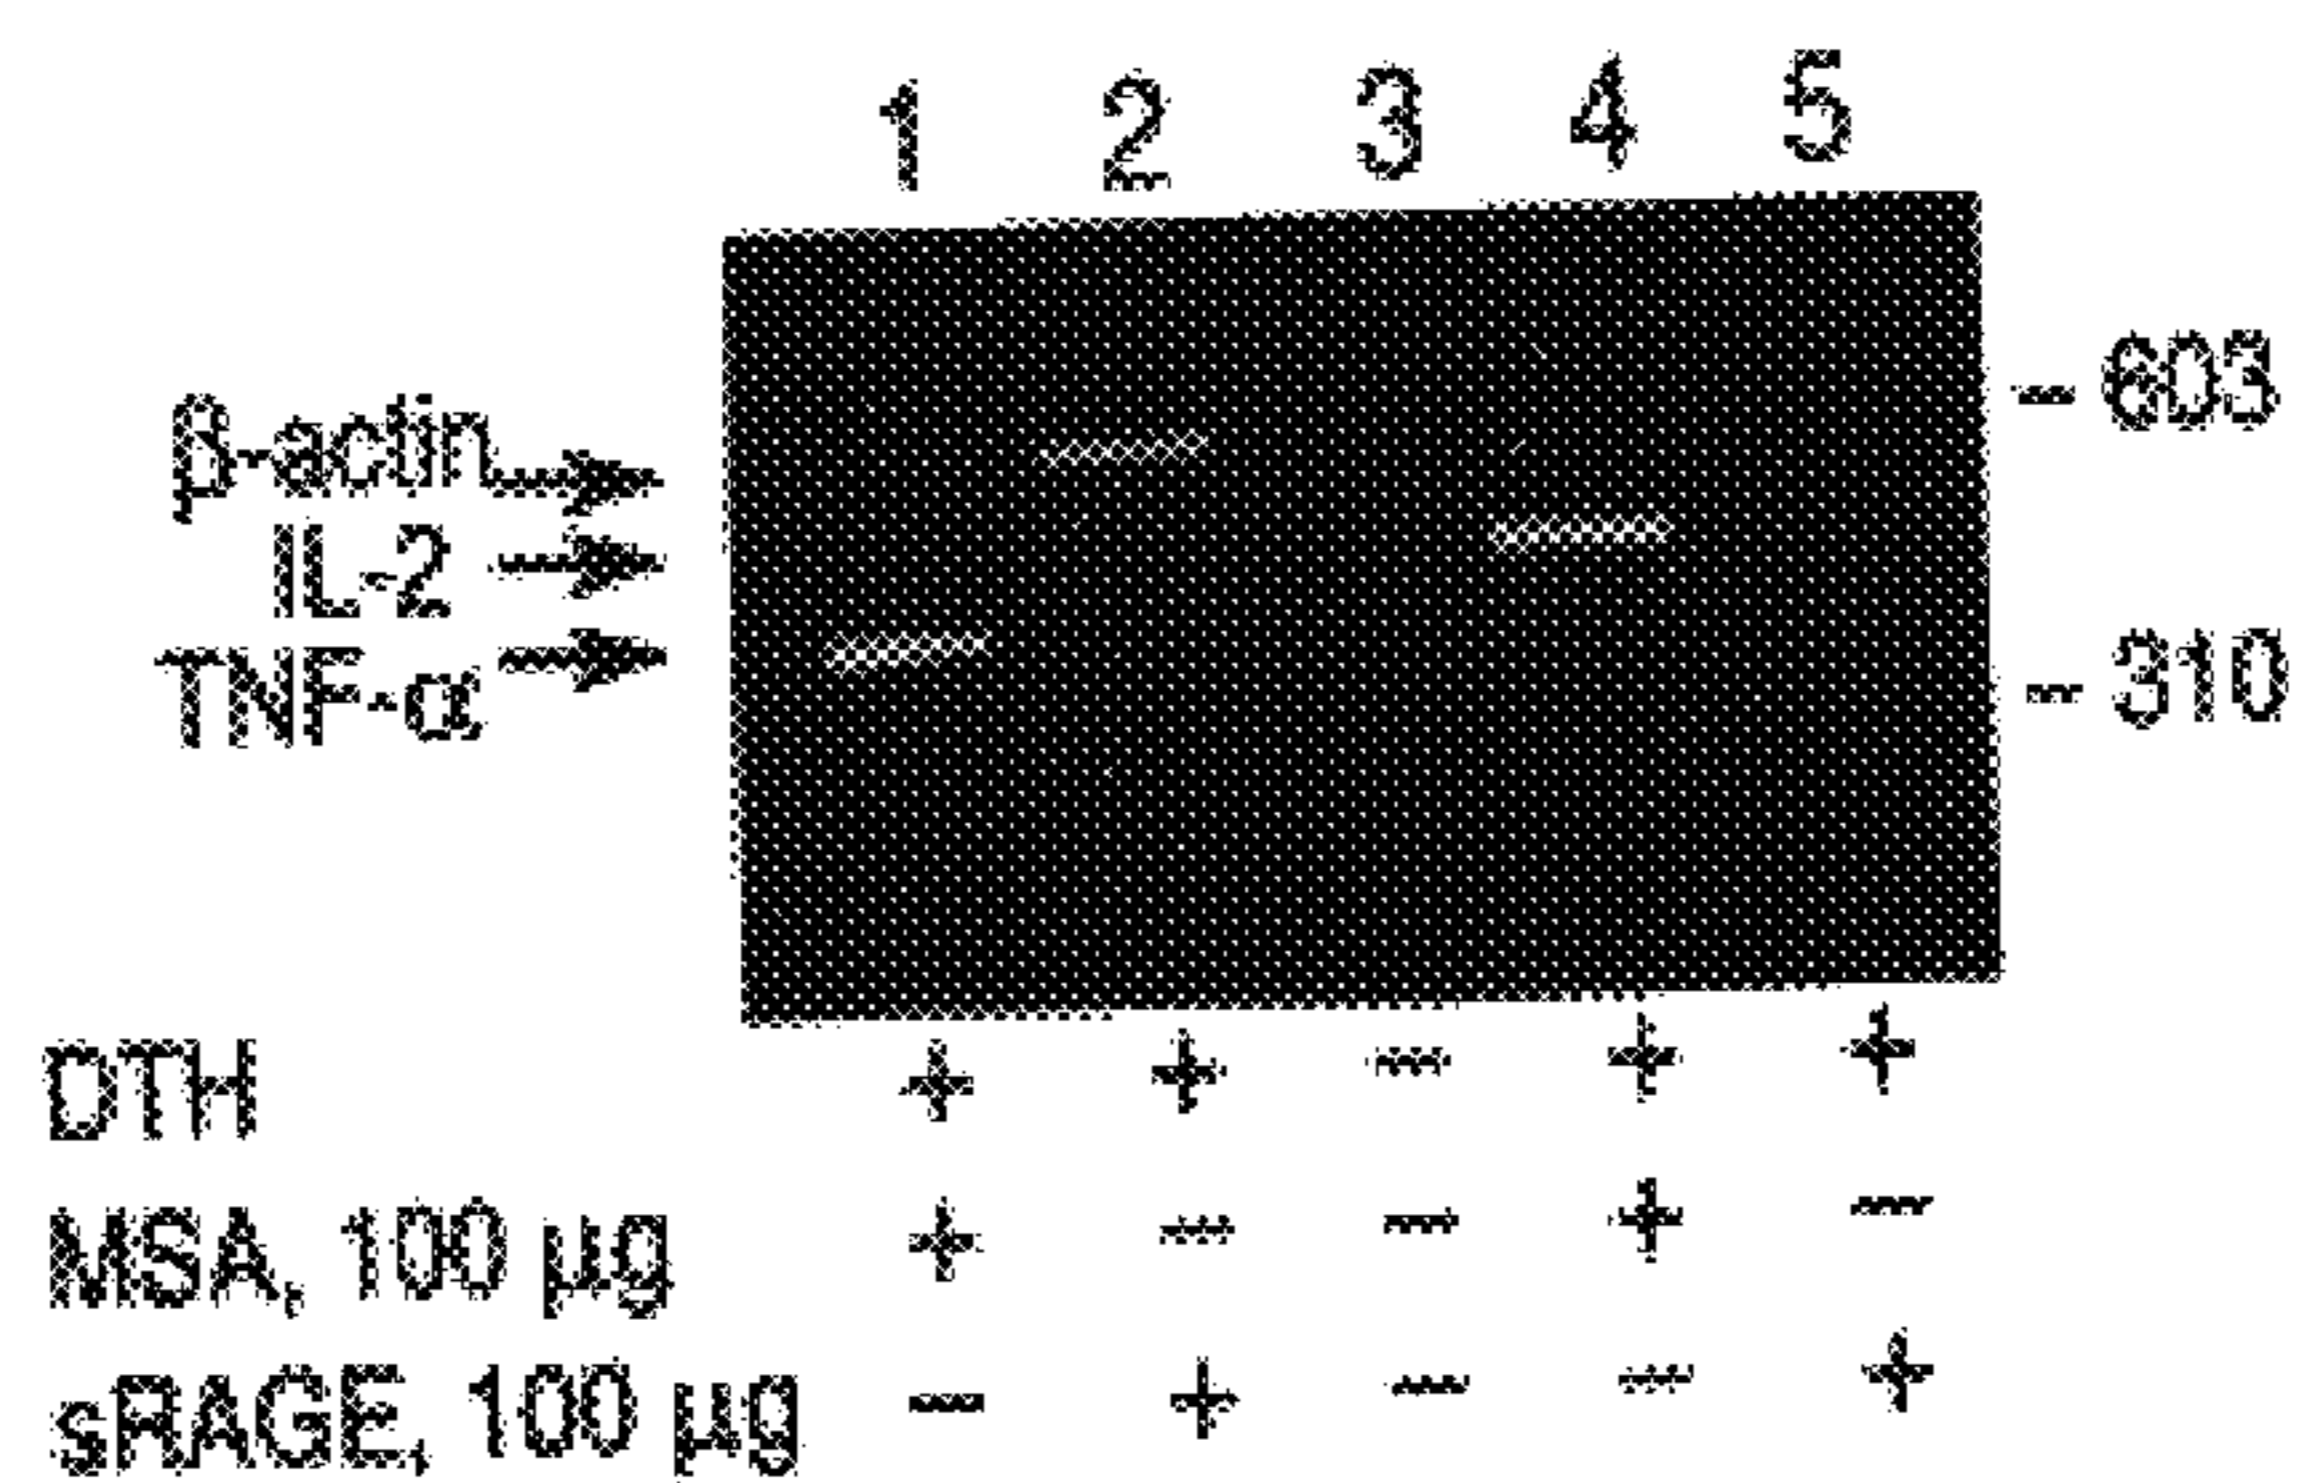 1 2 3 4 5
- 603
β-actin
IL-2
TNF-α
- 310
DTH + + - + +
MSA, 100 µg + - - + -
sRAGE, 100 µg - + - - +